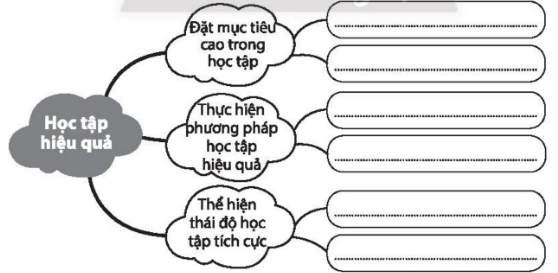 Đặt mục tiêu
cao trong
học tập
Học tập
hiệu quả
Thực hiện
phương pháp
học tập
hiệu quả
Thể hiện
thái độ học
tập tích cực